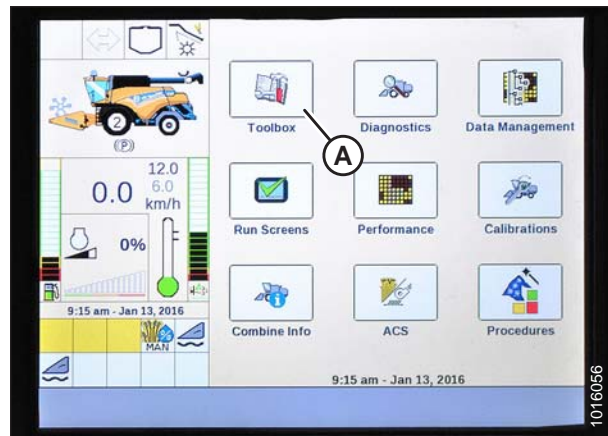 2
(P)
12.0
0.0 6.0
km/h
0%
9:15 am - Jan 13, 2016
MAN
Toolbox
Diagnostics
Data Management
A
Run Screens
Performance
Calibrations
Combine Info
ACS
Procedures
9:15 am - Jan 13, 2016
1016056